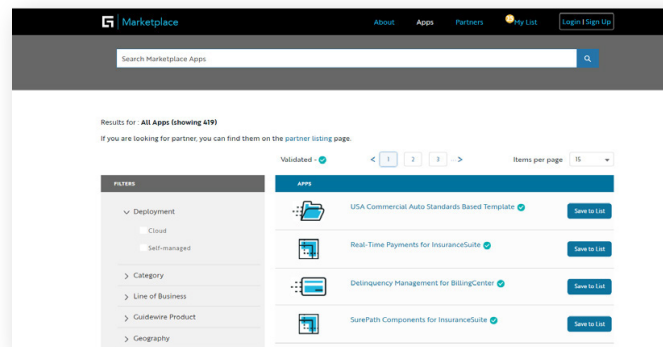 Marketplace
About Apps Partners My List Login | Sign Up
Search Marketplace Apps
Results for : All Apps (showing 419)
If you are looking for partner, you can find them on the partner listing page.
Validated - < 1 2 3 ... > Items per page 15
FILTERS APPS
Deployment
Cloud
Self-managed
Category
Line of Business
Guidewire Product
Geography
USA Commercial Auto Standards Based Template Save to List
Real-Time Payments for InsuranceSuite Save to List
Delinquency Management for BillingCenter Save to List
SurePath Components for InsuranceSuite Save to List